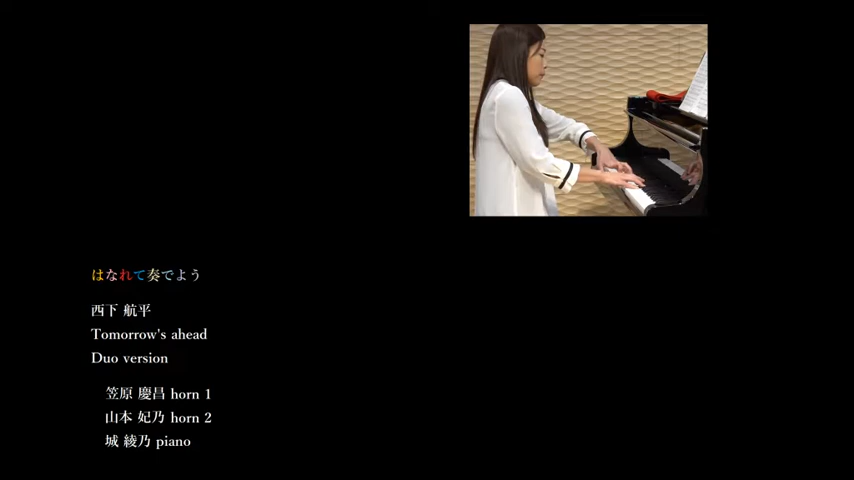 はなれて奏でよう
西下 航平
Tomorrow's ahead
Duo version
笠原 慶昌 horn 1
山本 妃乃 horn 2
城 綾乃 piano